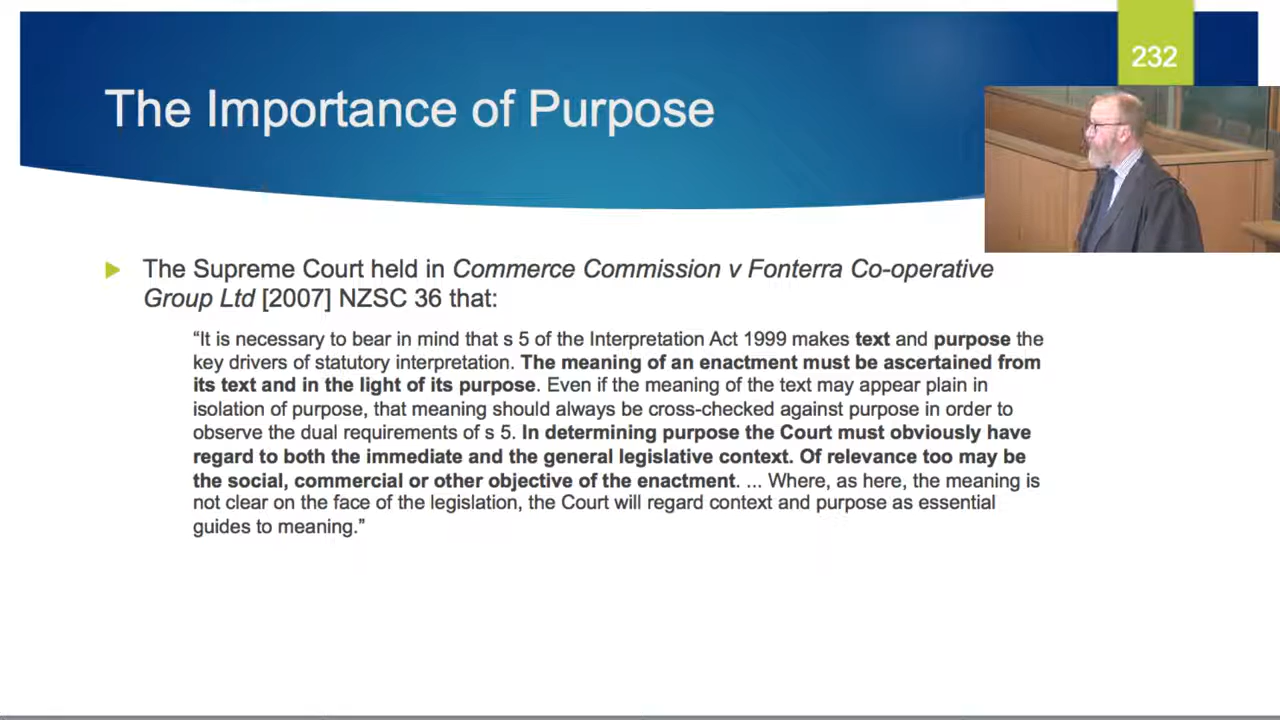 232
The Importance of Purpose
The Supreme Court held in Commerce Commission v Fonterra Co-operative
Group Ltd [2007] NZSC 36 that:
“It is necessary to bear in mind that s 5 of the Interpretation Act 1999 makes text and purpose the
key drivers of statutory interpretation. The meaning of an enactment must be ascertained from
its text and in the light of its purpose. Even if the meaning of the text may appear plain in
isolation of purpose, that meaning should always be cross-checked against purpose in order to
observe the dual requirements of s 5. In determining purpose the Court must obviously have
regard to both the immediate and the general legislative context. Of relevance too may be
the social, commercial or other objective of the enactment. ... Where, as here, the meaning is
not clear on the face of the legislation, the Court will regard context and purpose as essential
guides to meaning.”